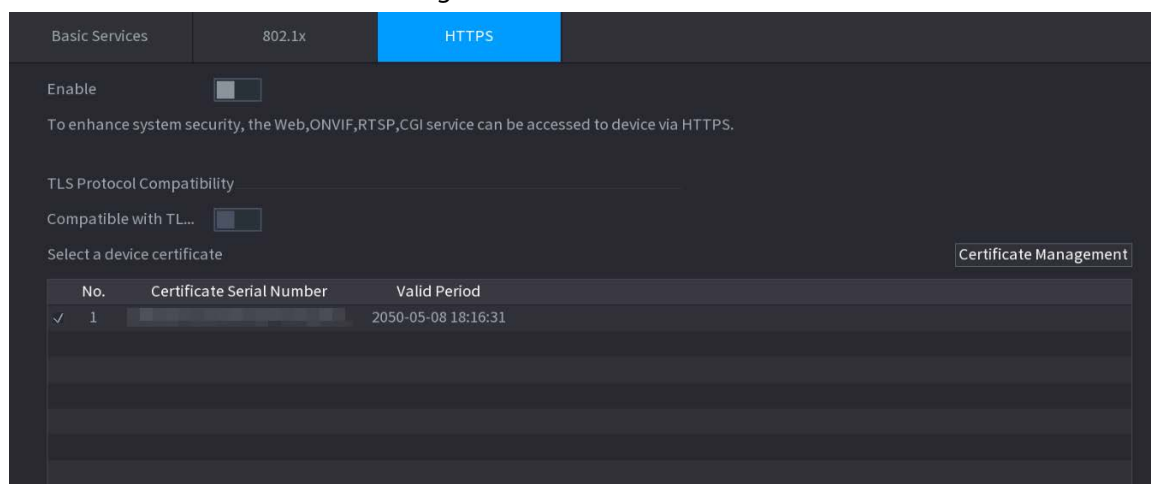 Basic Services 802.1x HTTPS
Enable
To enhance system security, the Web,ONVIF,RTSP,CGI service can be accessed to device via HTTPS.
TLS Protocol Compatibility
Compatible with TL...
Select a device certificate Certificate Management
No. Certificate Serial Number Valid Period
1 2050-05-08 18:16:31